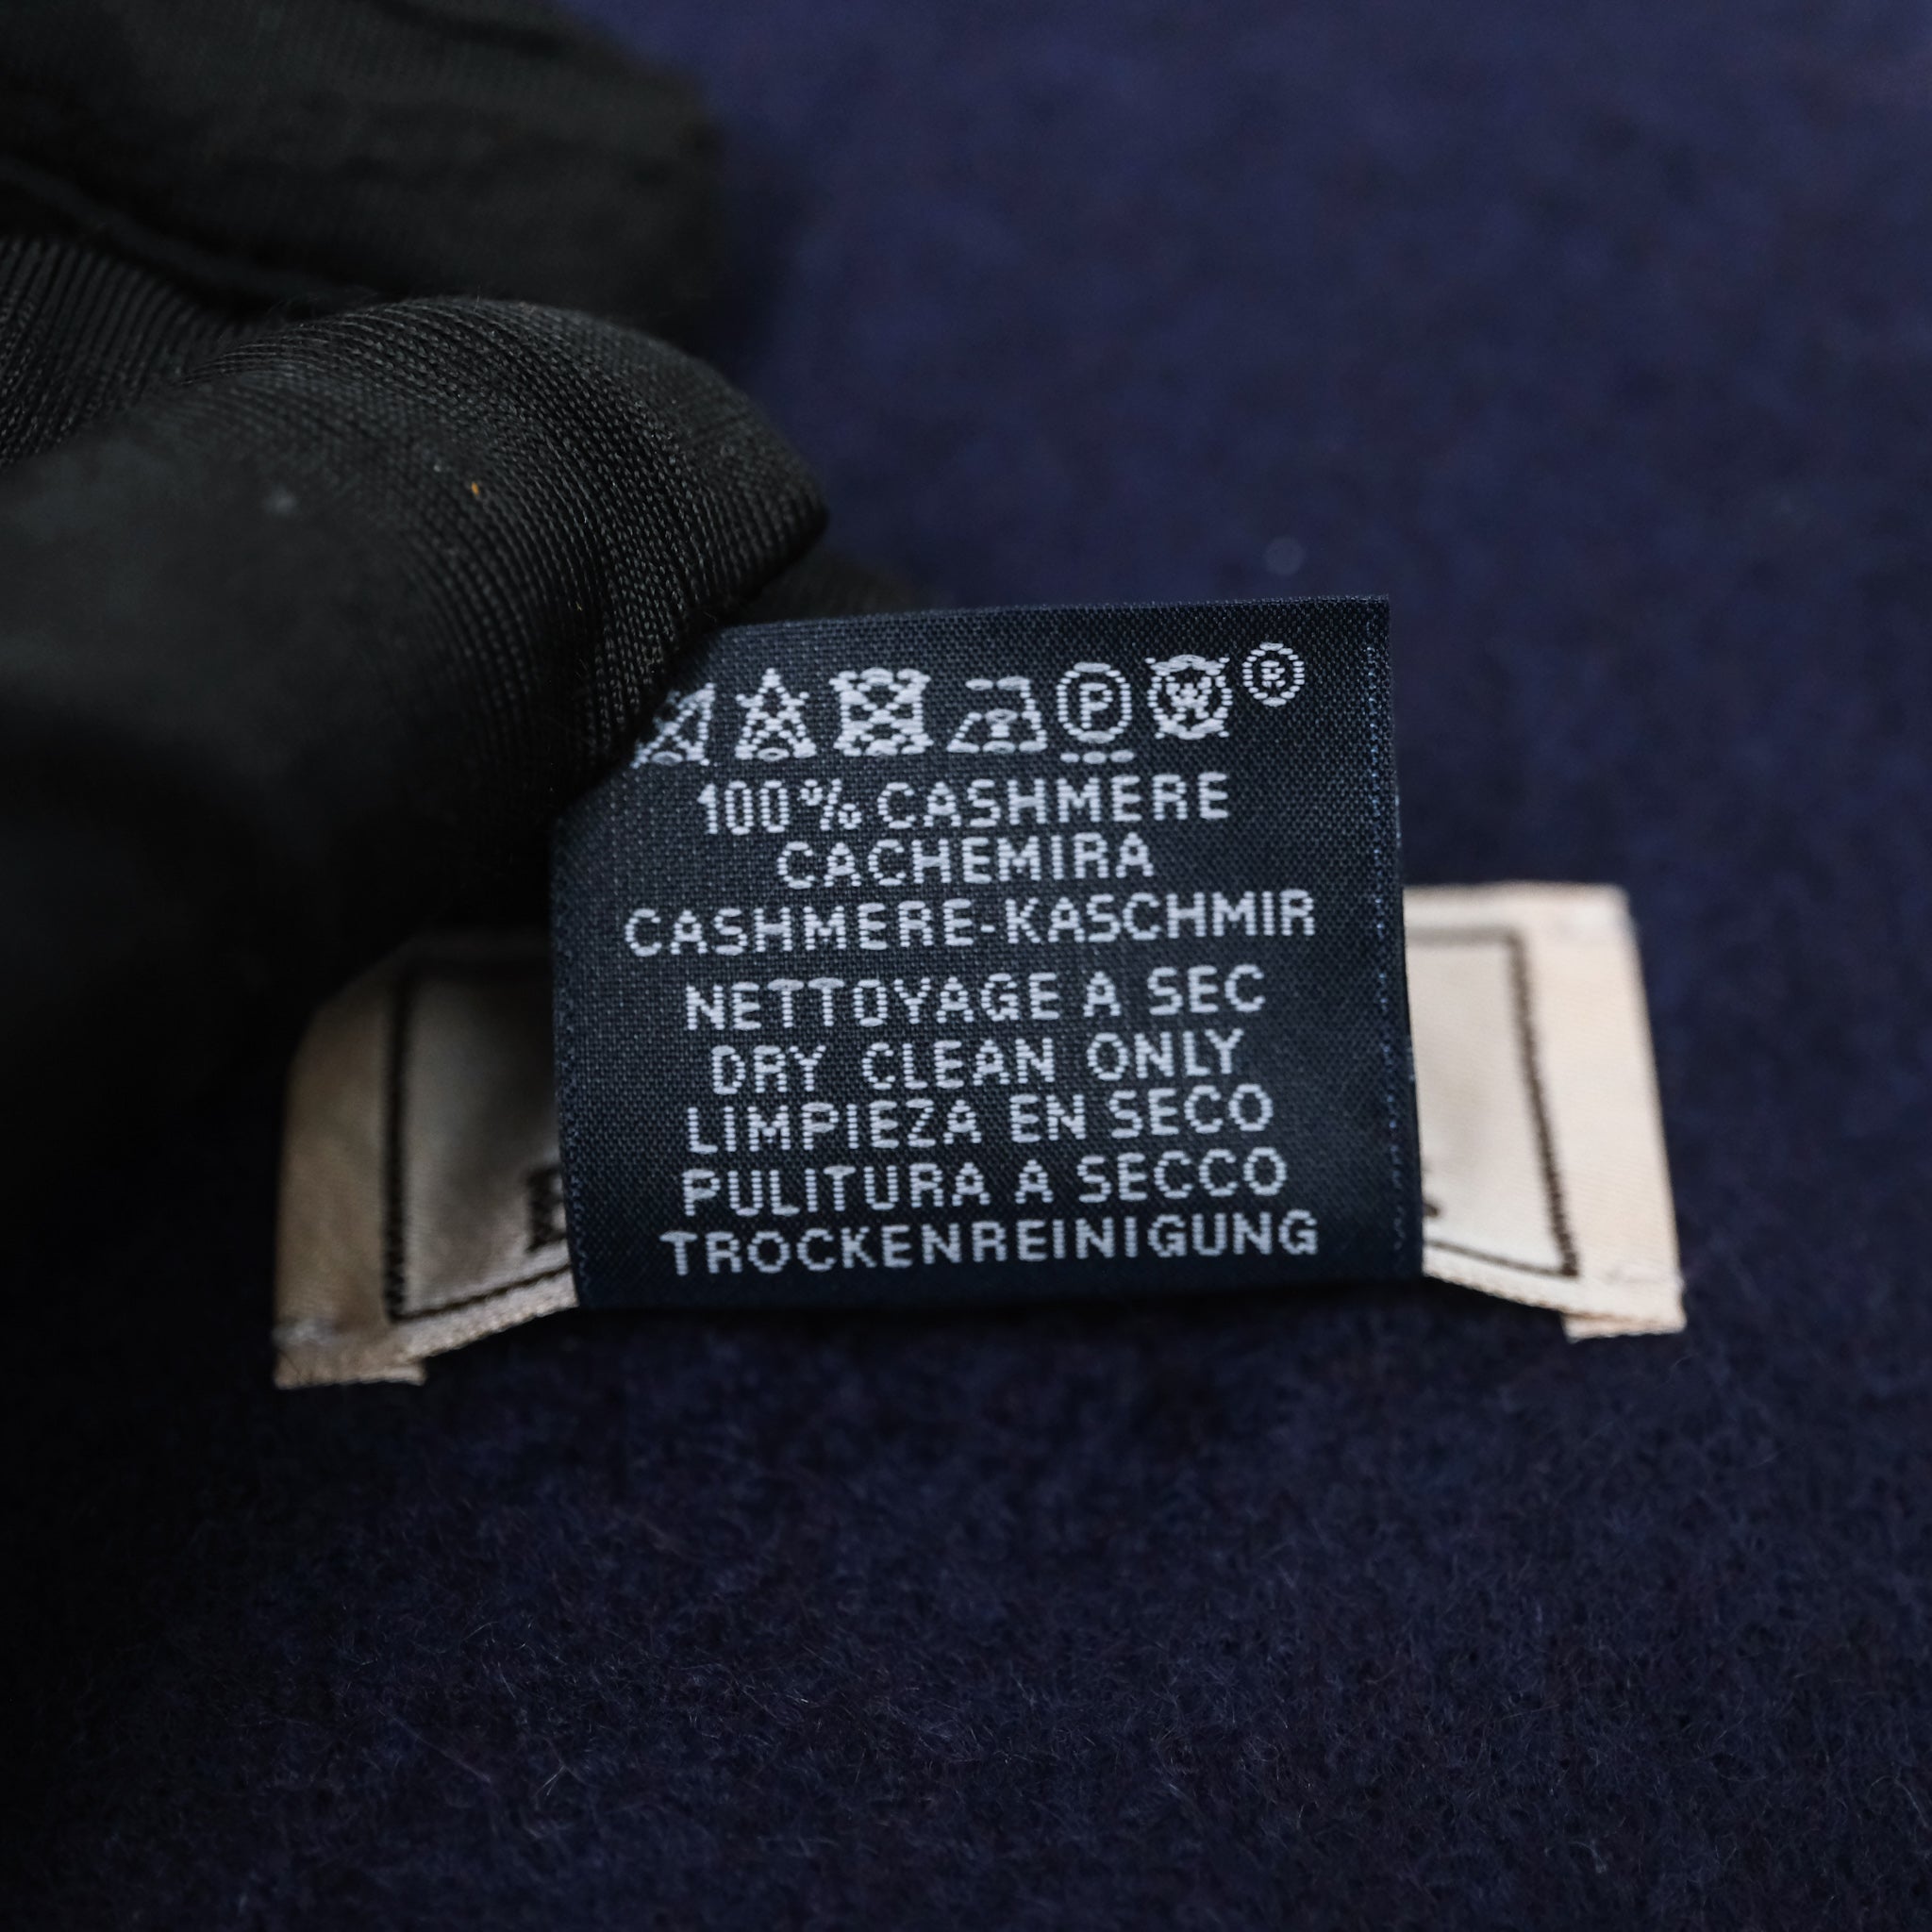 P W ®
100% CASHMERE
CACHEMIRA
CASHMERE-KASCHMIR
NETTOYAGE A SEC
DRY CLEAN ONLY
LIMPIEZA EN SECO
PULITURA A SECCO
TROCKENREINIGUNG